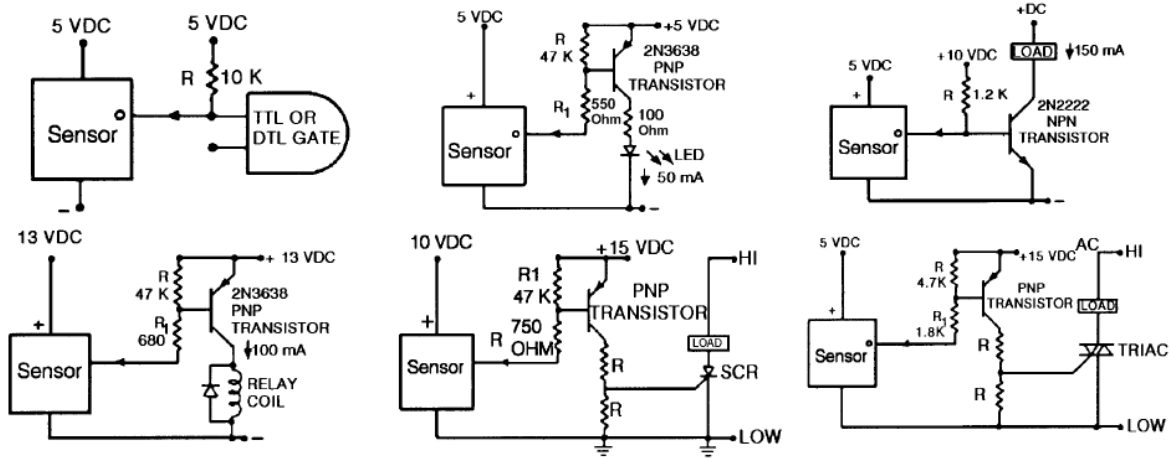 5 VDC
5 VDC
R
10 K
Sensor
TTL OR
DTL GATE
–
5 VDC
+5 VDC
R
47 K
2N3638
PNP
TRANSISTOR
+
R1
550
Ohm
100
Ohm
Sensor
LED
50 mA
–
+DC
LOAD
150 mA
+10 VDC
5 VDC
+
R
1.2 K
2N2222
NPN
TRANSISTOR
Sensor
–
13 VDC
+ 13 VDC
R
47 K
2N3638
PNP
TRANSISTOR
R1
680
+
100 mA
Sensor
RELAY
COIL
–
10 VDC
+15 VDC
HI
R1
47 K
PNP
TRANSISTOR
+
750
OHM
R
LOAD
Sensor
R
SCR
R
LOW
5 VDC
+15 VDC
AC
HI
R
4.7K
PNP
TRANSISTOR
LOAD
+
R1
1.8K
Sensor
R
TRIAC
R
LOW